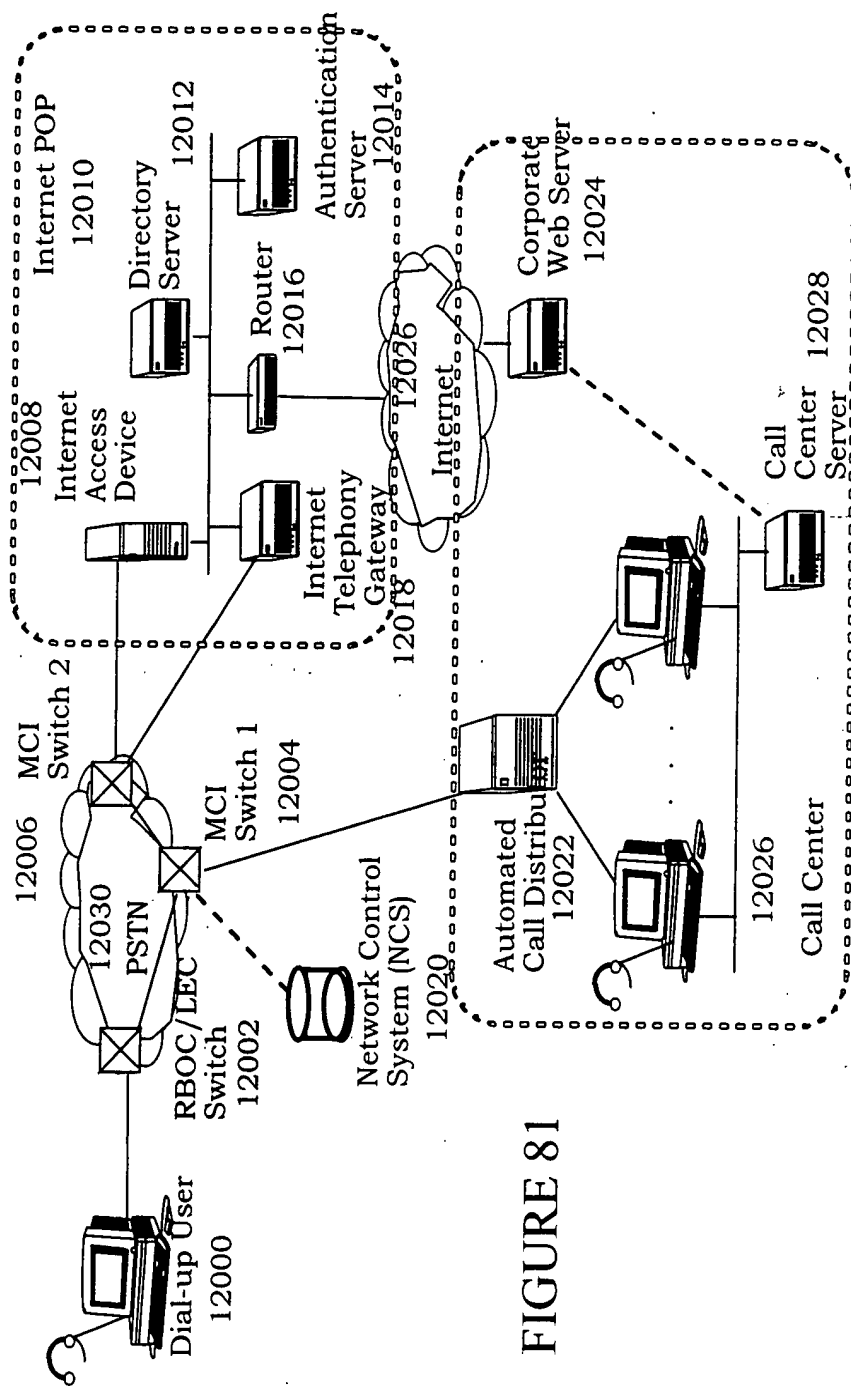 Internet POP
12010
12008
Internet
Access
Device
Directory
Server
12012
Router
12016
Authentication
Server
12014
Internet
Telephony
Gateway
12018
12026
Internet
MCI
Switch 2
12006
12030
PSTN
MCI
Switch 1
12004
RBOC/LEC
Switch
12002
Dial-up User
12000
Network Control
System (NCS)
12020
Corporate
Web Server
12024
Automated
Call Distribu
12022
12026
Call Center
Call
Center
Server
12028
FIGURE 81